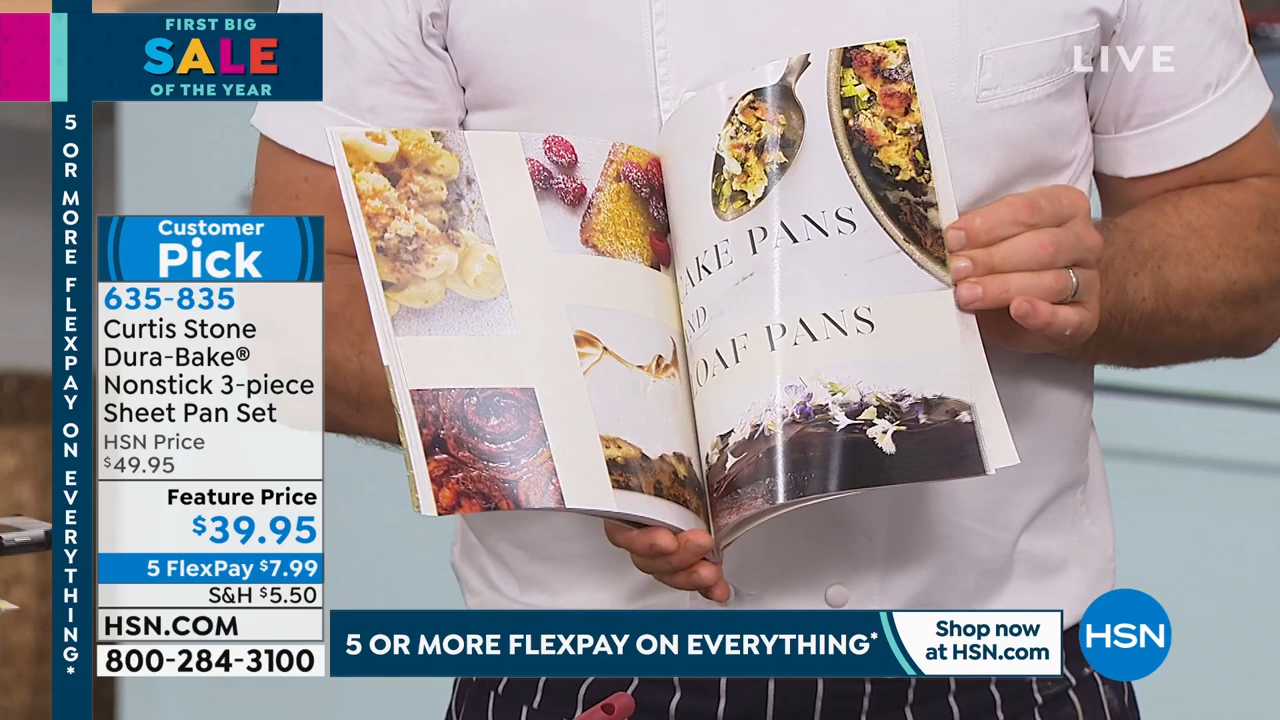 FIRST BIG
SALE
OF THE YEAR
LIVE
5 OR MORE FLEXPAY ON EVERYTHING*
Customer
Pick
635-835
Curtis Stone
Dura-Bake®
Nonstick 3-piece
Sheet Pan Set
HSN Price
$49.95
Feature Price
$39.95
5 FlexPay $7.99
S&H $5.50
HSN.COM
800-284-3100
AKE PANS
ND
OAF PANS
5 OR MORE FLEXPAY ON EVERYTHING*
Shop now
at HSN.com
HSN